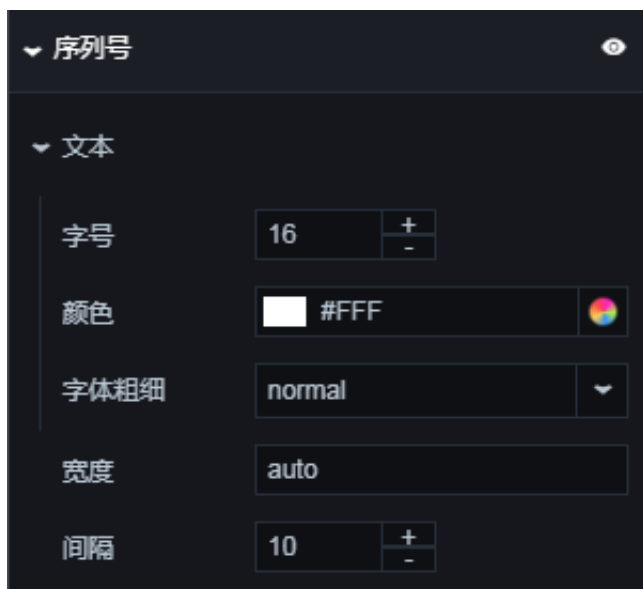 序列号
文本
字号 16 + -
颜色 #FFF
字体粗细 normal
宽度 auto
间隔 10 + -